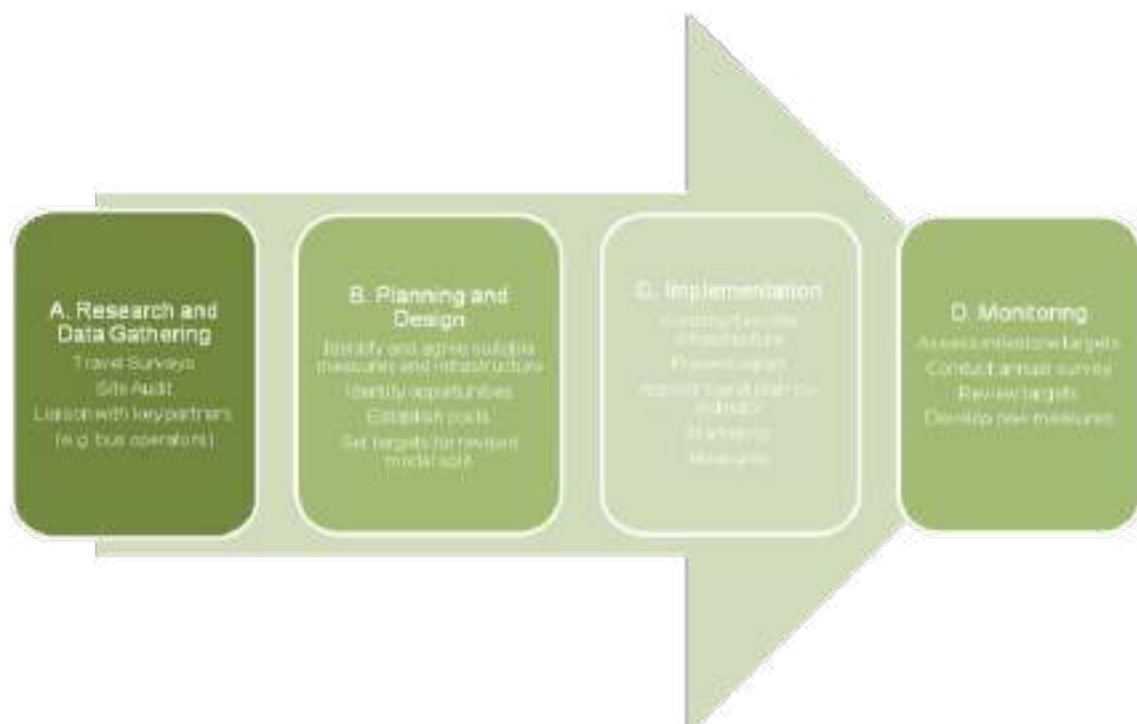 A. Research and
Data Gathering
Travel Surveys
Site Audit
Liaison with key partners
(e.g. bus operators)
B. Planning and
Design
Identify and agree suitable
measures and infrastructure
Identify opportunities
Establish costs
Set targets for revised
modal split
C. Implementation
infrastructure
Marketing
D. Monitoring
Assess modal targets
Conduct annual survey
Review targets
Develop new measures